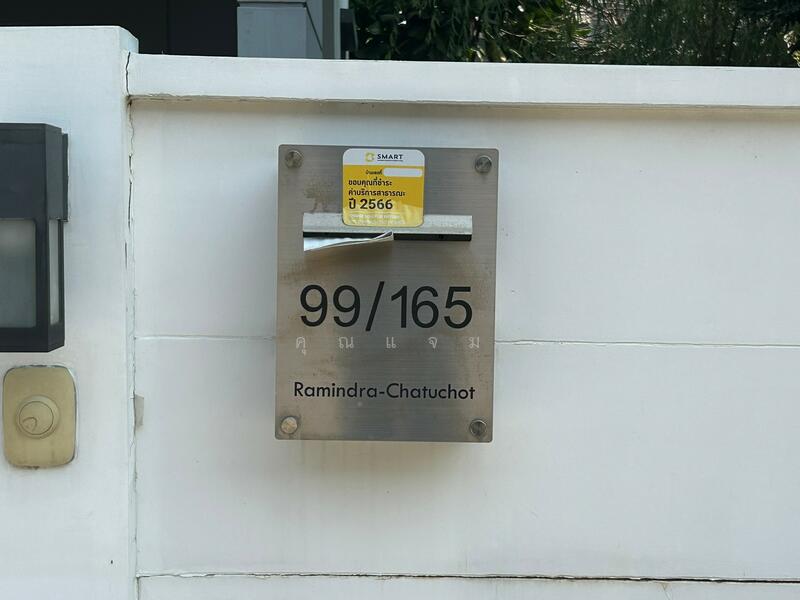 SMART
บ้านเลขที่
ขอบคุณที่ชำระ
ค่าบริการสาธารณะ
ปี 2566
99/165
คุณแจม
Ramindra-Chatuchot